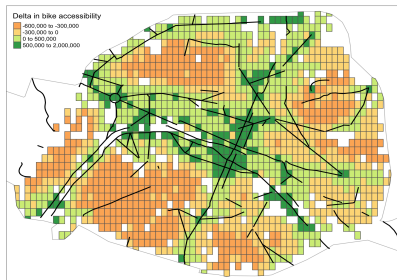 Delta in bike accessibility
-600,000 to -300,000
-300,000 to 0
0 to 500,000
500,000 to 2,000,000